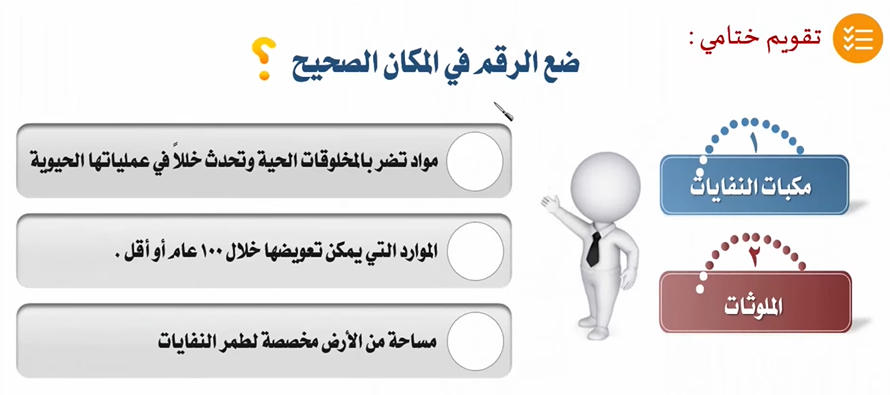 تقويم ختامي :
ضع الرقم في المكان الصحيح ؟
١
مكبات النفايات
٢
الملوثات
مواد تضر بالمخلوقات الحية وتحدث خللاً في عملياتها الحيوية
الموارد التي يمكن تعويضها خلال ١٠٠ عام أو أقل .
مساحة من الأرض مخصصة لطمر النفايات